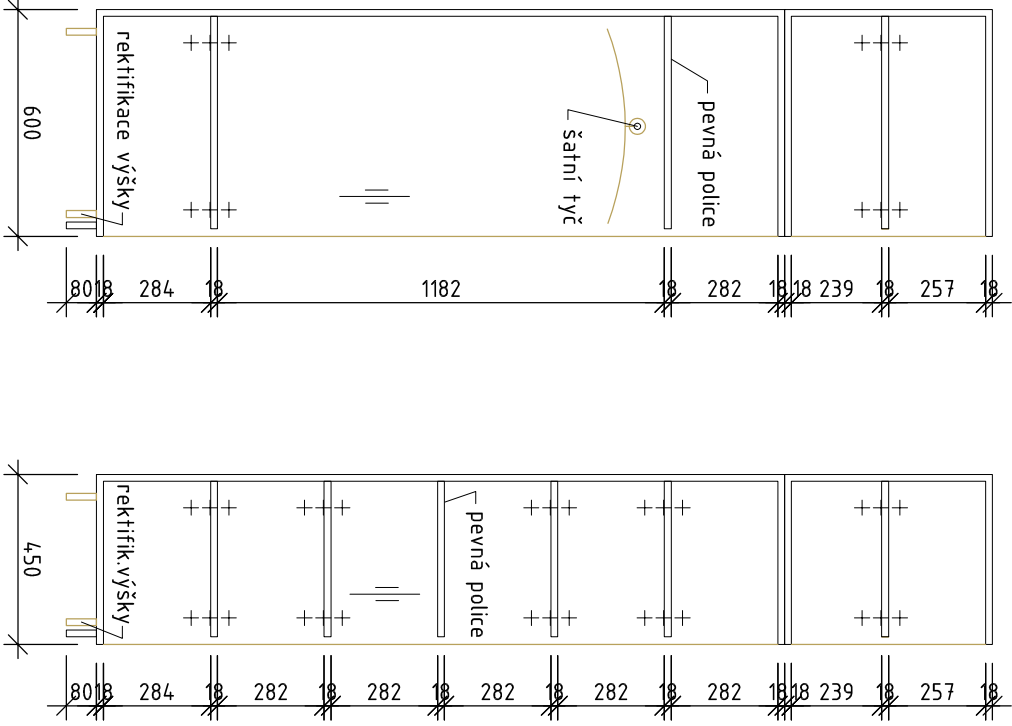 600
rektifikace výšky
šatní tyč
pevná police
80 18 284 18 1182 18 282 18 18 239 18 257 18
450
rektifik.výšky
pevná police
80 18 284 18 282 18 282 18 282 18 282 18 282 18 18 239 18 257 18